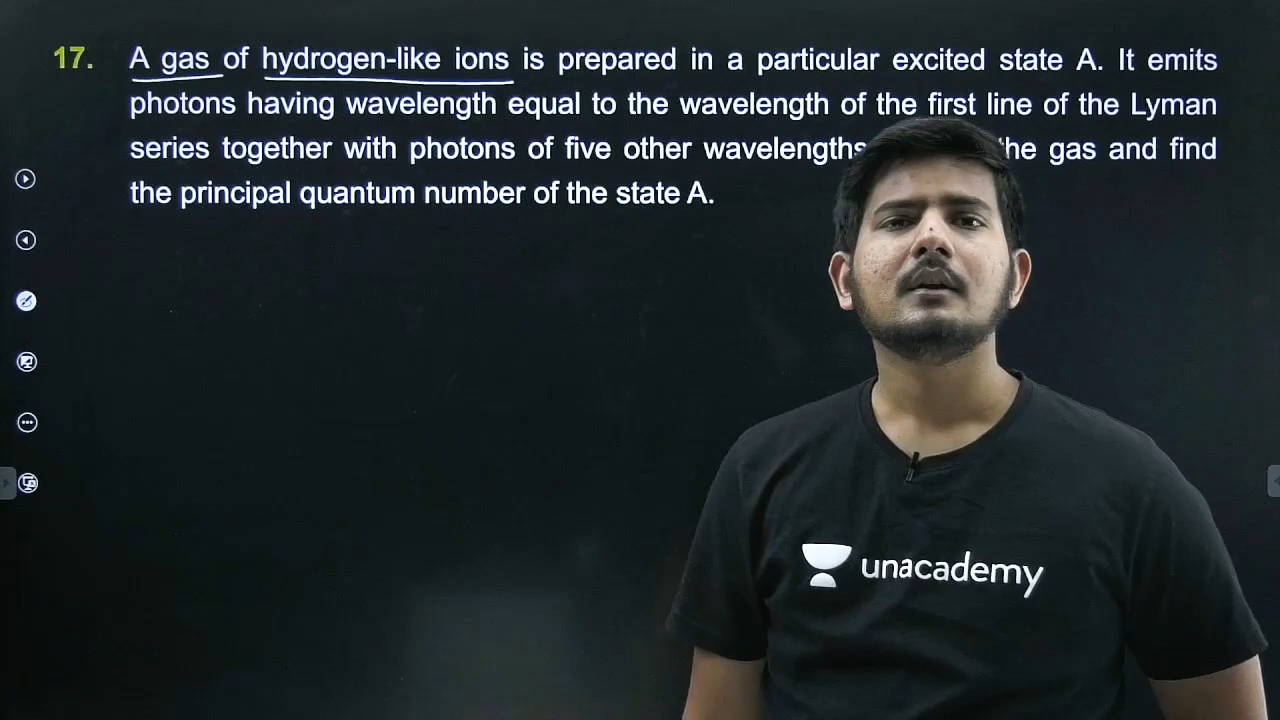 17. A gas of hydrogen-like ions is prepared in a particular excited state A. It emits
photons having wavelength equal to the wavelength of the first line of the Lyman
series together with photons of five other wavelengths the gas and find
the principal quantum number of the state A.
unacademy